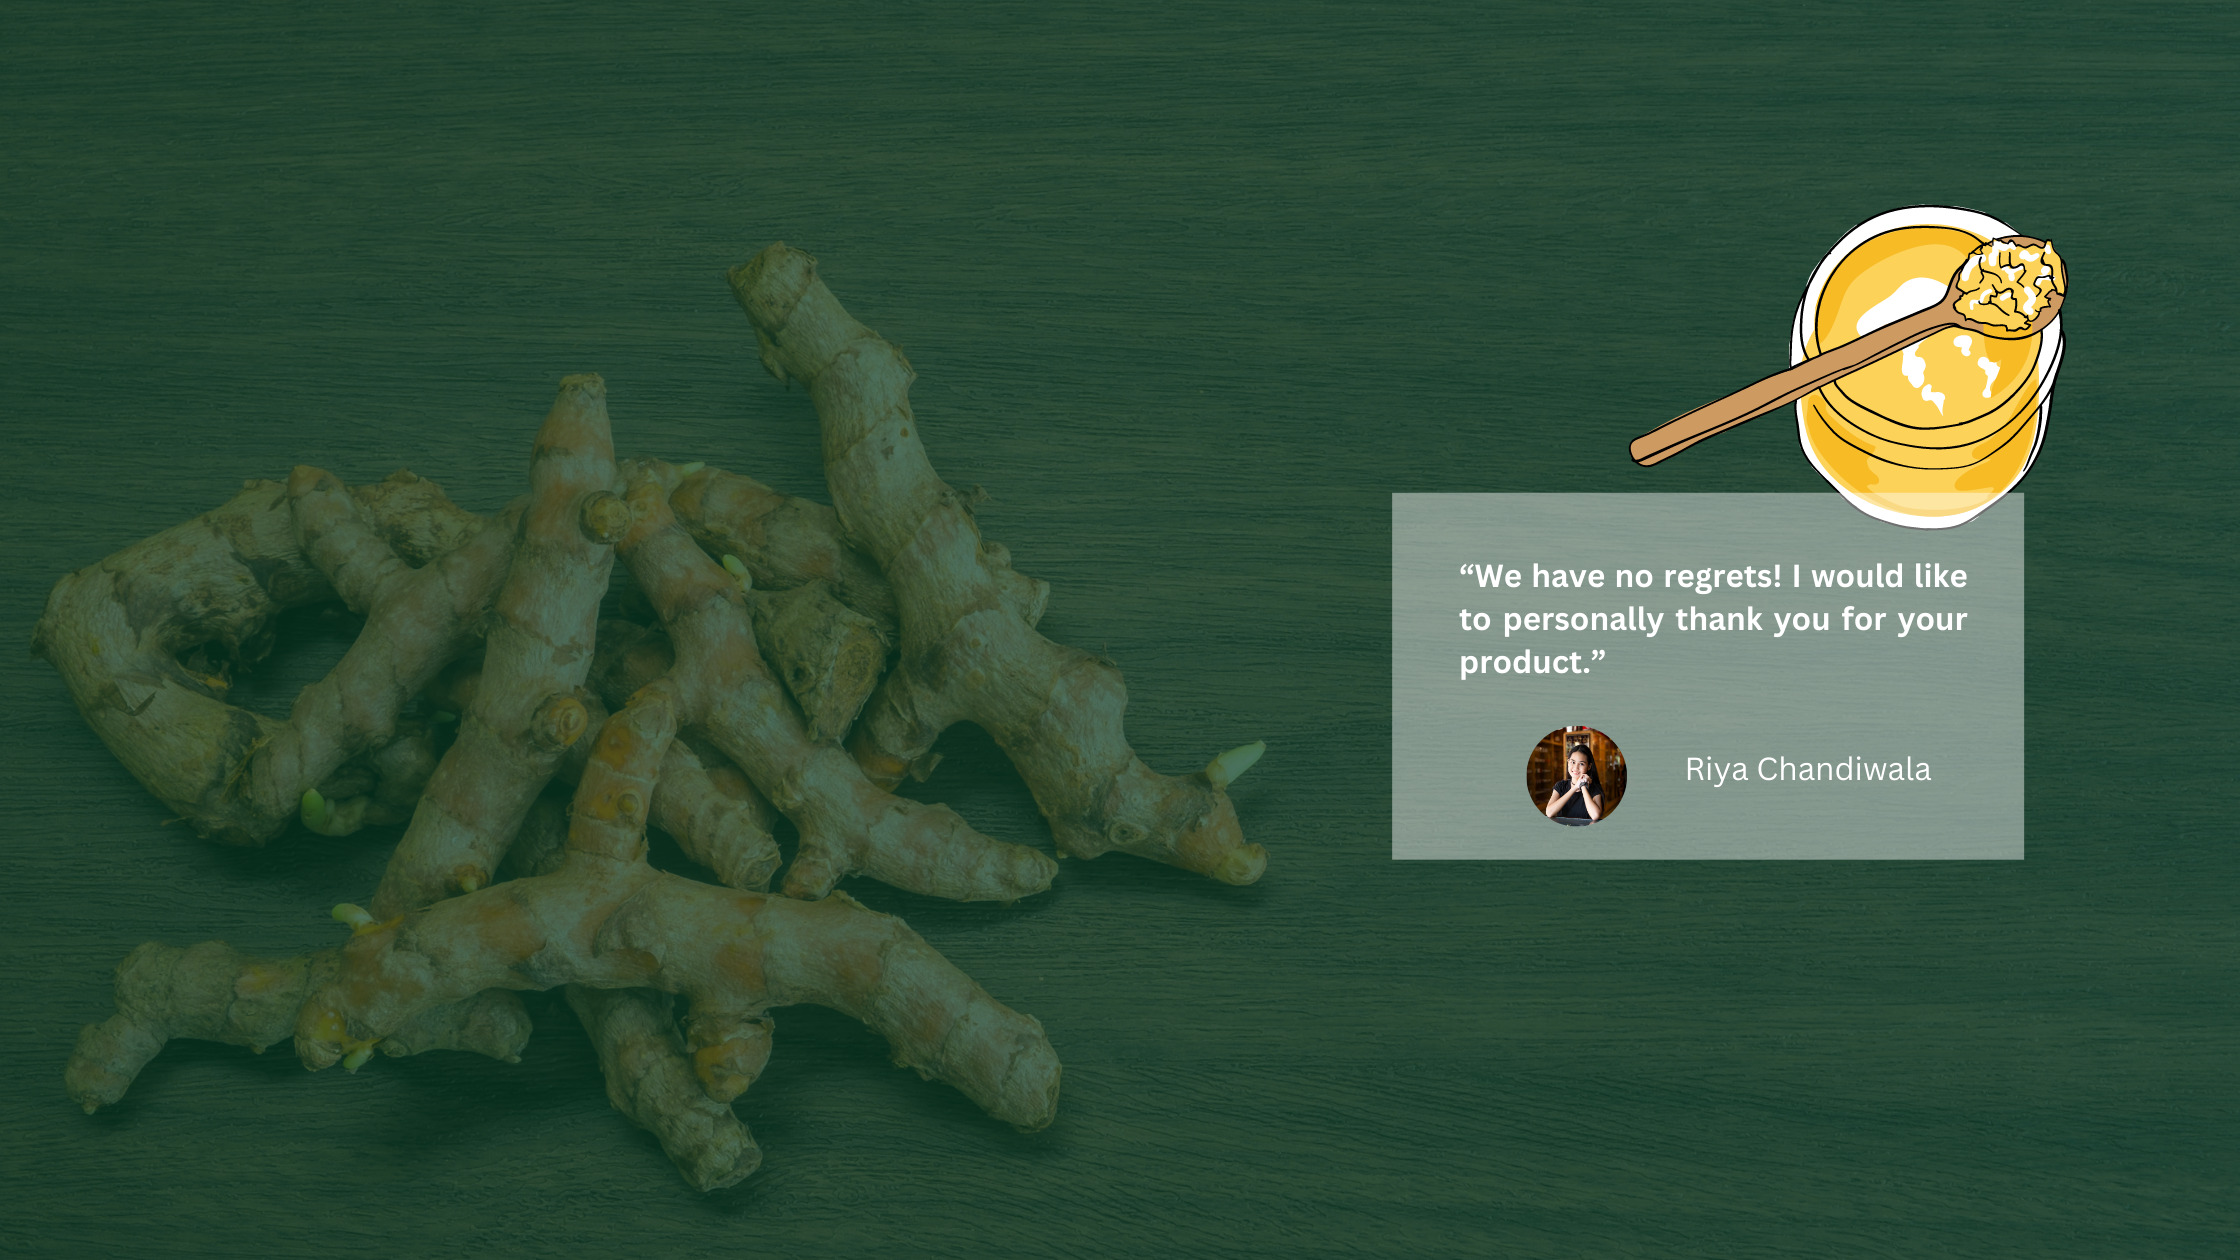 “We have no regrets! I would like
to personally thank you for your
product.”
Riya Chandiwala